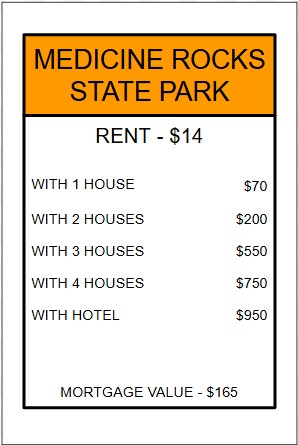 MEDICINE ROCKS
STATE PARK
RENT - $14
WITH 1 HOUSE $70
WITH 2 HOUSES $200
WITH 3 HOUSES $550
WITH 4 HOUSES $750
WITH HOTEL $950
MORTGAGE VALUE - $165